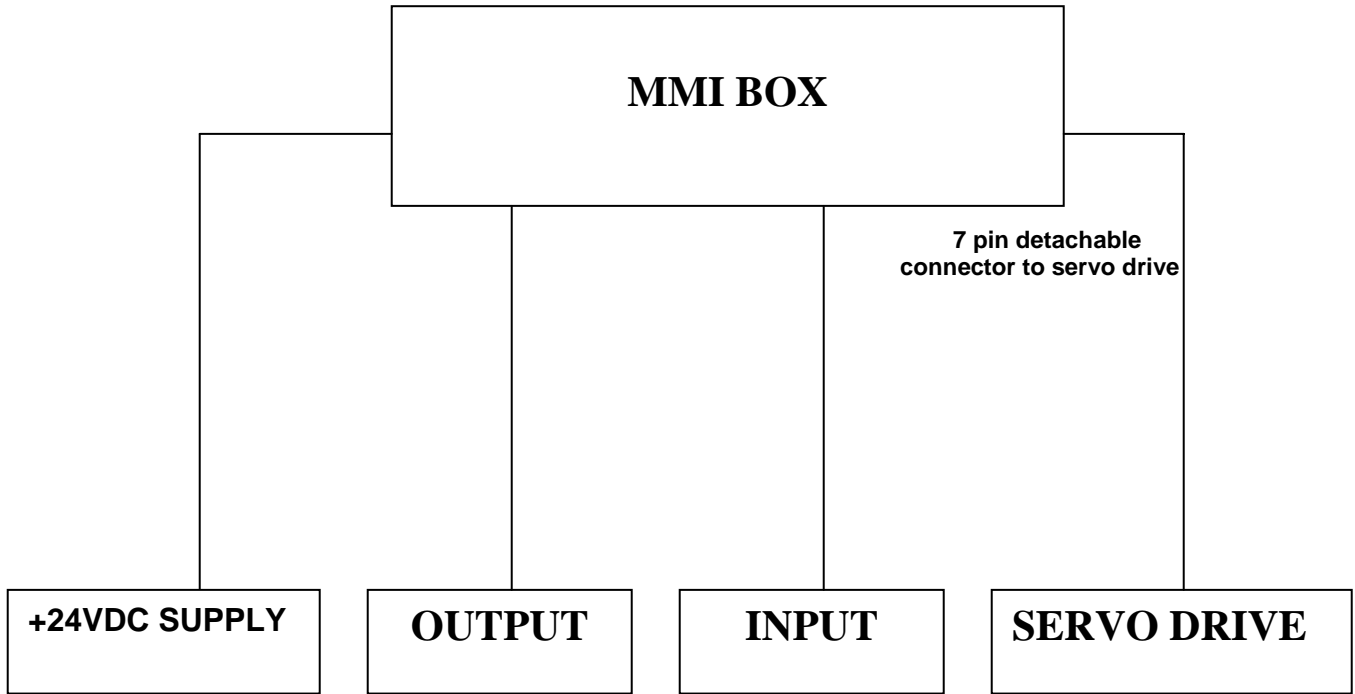 MMI BOX
7 pin detachable
connector to servo drive
+24VDC SUPPLY
OUTPUT
INPUT
SERVO DRIVE